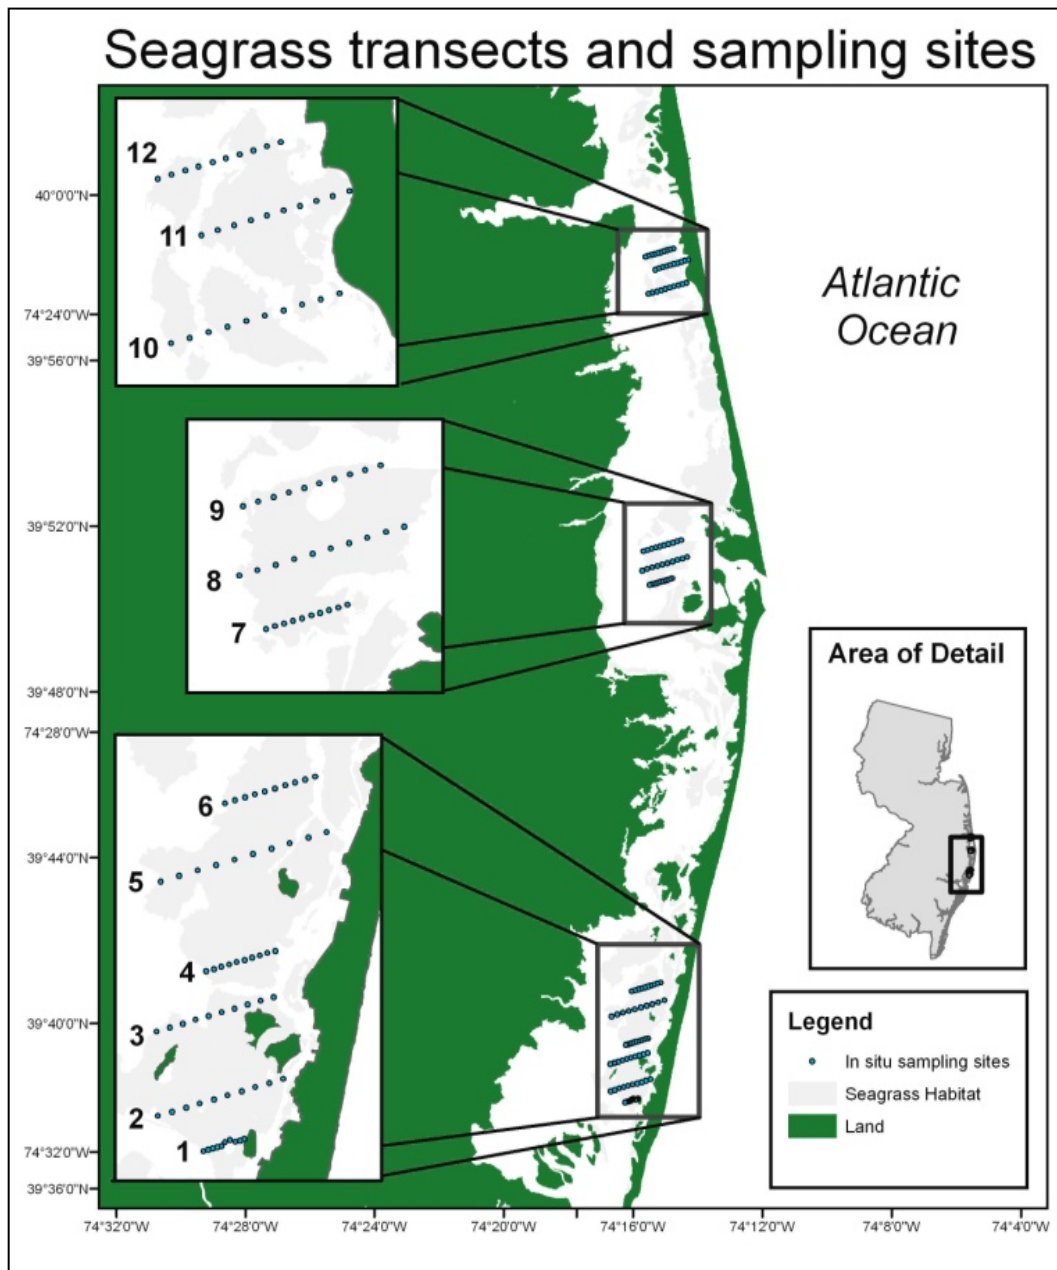 Seagrass transects and sampling sites
12
11
10
9
8
7
6
5
4
3
2
1
Atlantic
Ocean
Area of Detail
Legend
In situ sampling sites
Seagrass Habitat
Land
40°0'0"N
74°24'0"W
39°56'0"N
39°52'0"N
39°48'0"N
74°28'0"W
39°44'0"N
39°40'0"N
74°32'0"W
39°36'0"N
74°32'0"W
74°28'0"W
74°24'0"W
74°20'0"W
74°16'0"W
74°12'0"W
74°8'0"W
74°4'0"W